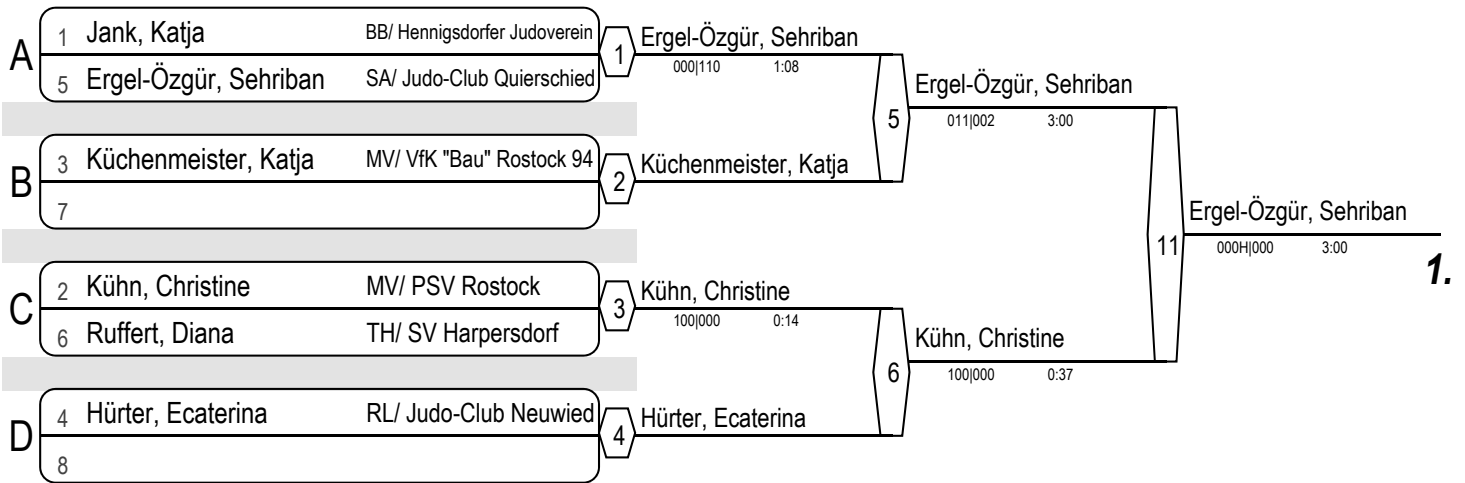 A
1 Jank, Katja BB/ Hennigsdorfer Judoverein
5 Ergel-Özgür, Sehriban SA/ Judo-Club Quierschied
1
Ergel-Özgür, Sehriban
000|110 1:08
B
3 Küchenmeister, Katja MV/ VfK "Bau" Rostock 94
7
2
Küchenmeister, Katja
5
Ergel-Özgür, Sehriban
011|002 3:00
C
2 Kühn, Christine MV/ PSV Rostock
6 Ruffert, Diana TH/ SV Harpersdorf
3
Kühn, Christine
100|000 0:14
D
4 Hürter, Ecaterina RL/ Judo-Club Neuwied
8
4
Hürter, Ecaterina
6
Kühn, Christine
100|000 0:37
11
Ergel-Özgür, Sehriban
000H|000 3:00
1.